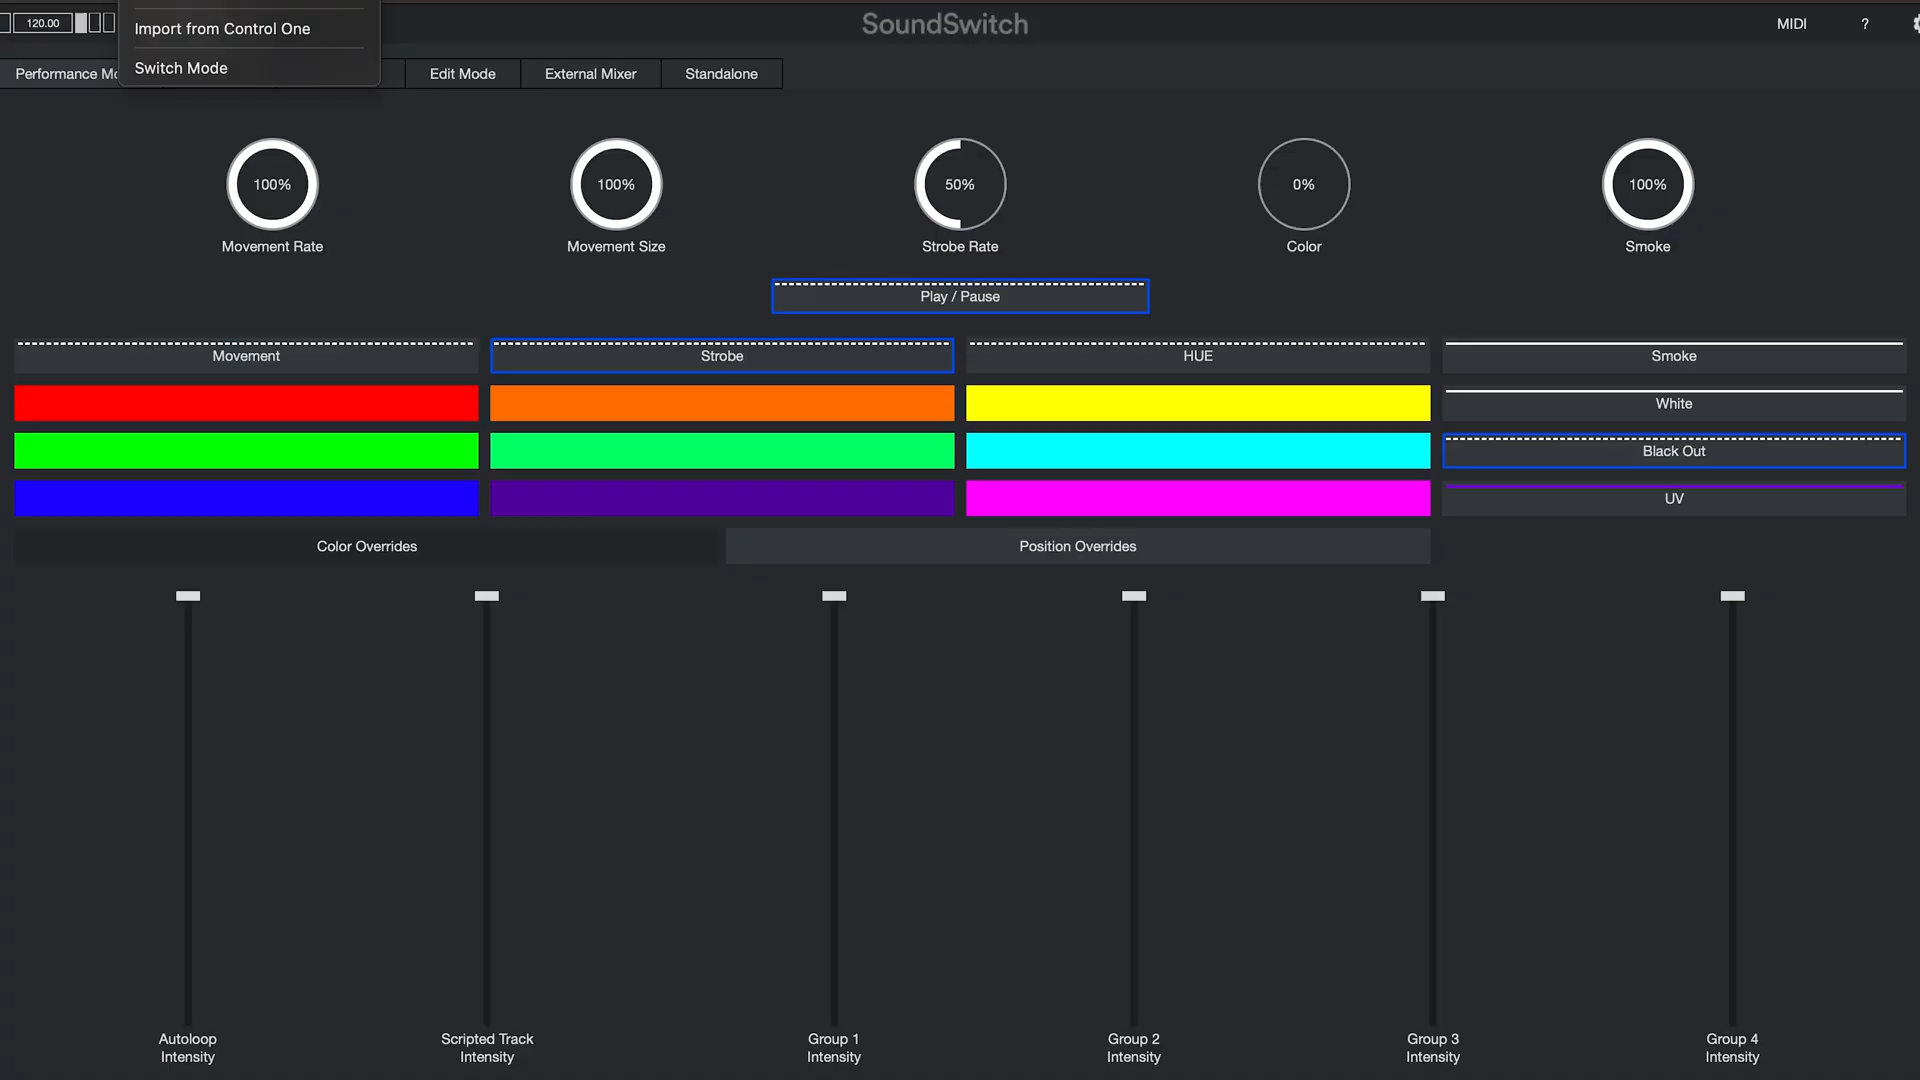 120.00
Import from Control One
SoundSwitch
MIDI
?
Switch Mode
Performance Mo
Edit Mode
External Mixer
Standalone
100%
100%
50%
0%
100%
Movement Rate
Movement Size
Strobe Rate
Color
Smoke
Play / Pause
Movement
Strobe
HUE
Smoke
White
Black Out
UV
Color Overrides
Position Overrides
Autoloop
Intensity
Scripted Track
Intensity
Group 1
Intensity
Group 2
Intensity
Group 3
Intensity
Group 4
Intensity